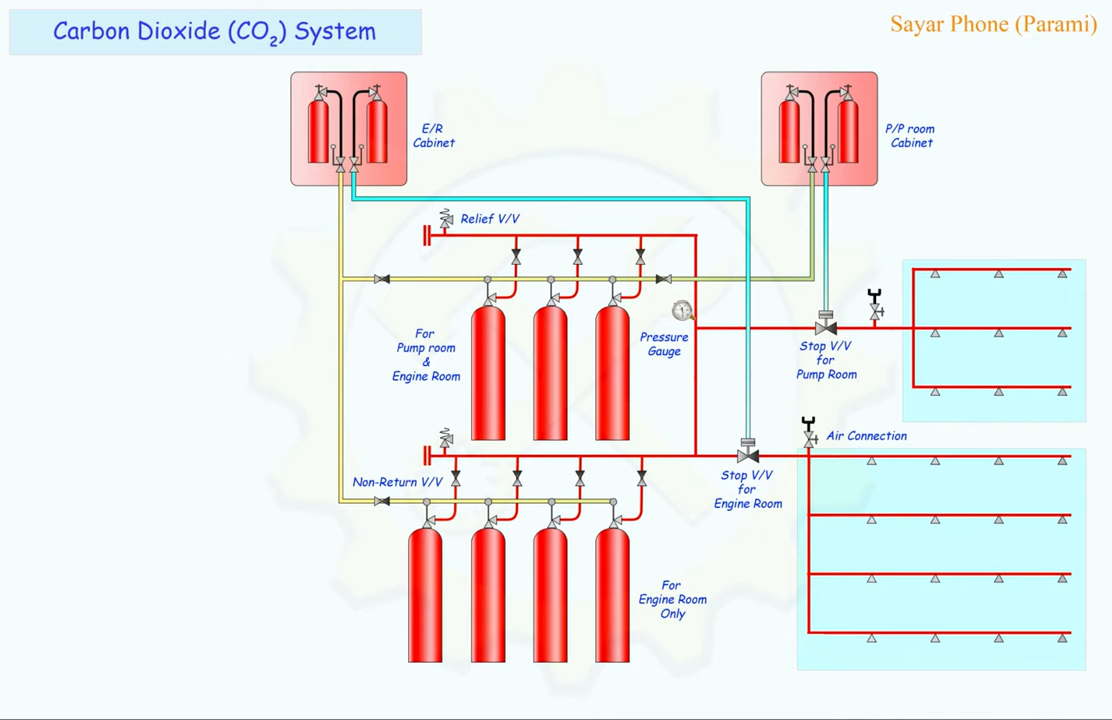 Carbon Dioxide (CO₂) System
Sayar Phone (Parami)
E/R
Cabinet
P/P room
Cabinet
Relief V/V
For
Pump room
&
Engine Room
Pressure
Gauge
Stop V/V
for
Pump Room
Air Connection
Non-Return V/V
Stop V/V
for
Engine Room
For
Engine Room
Only